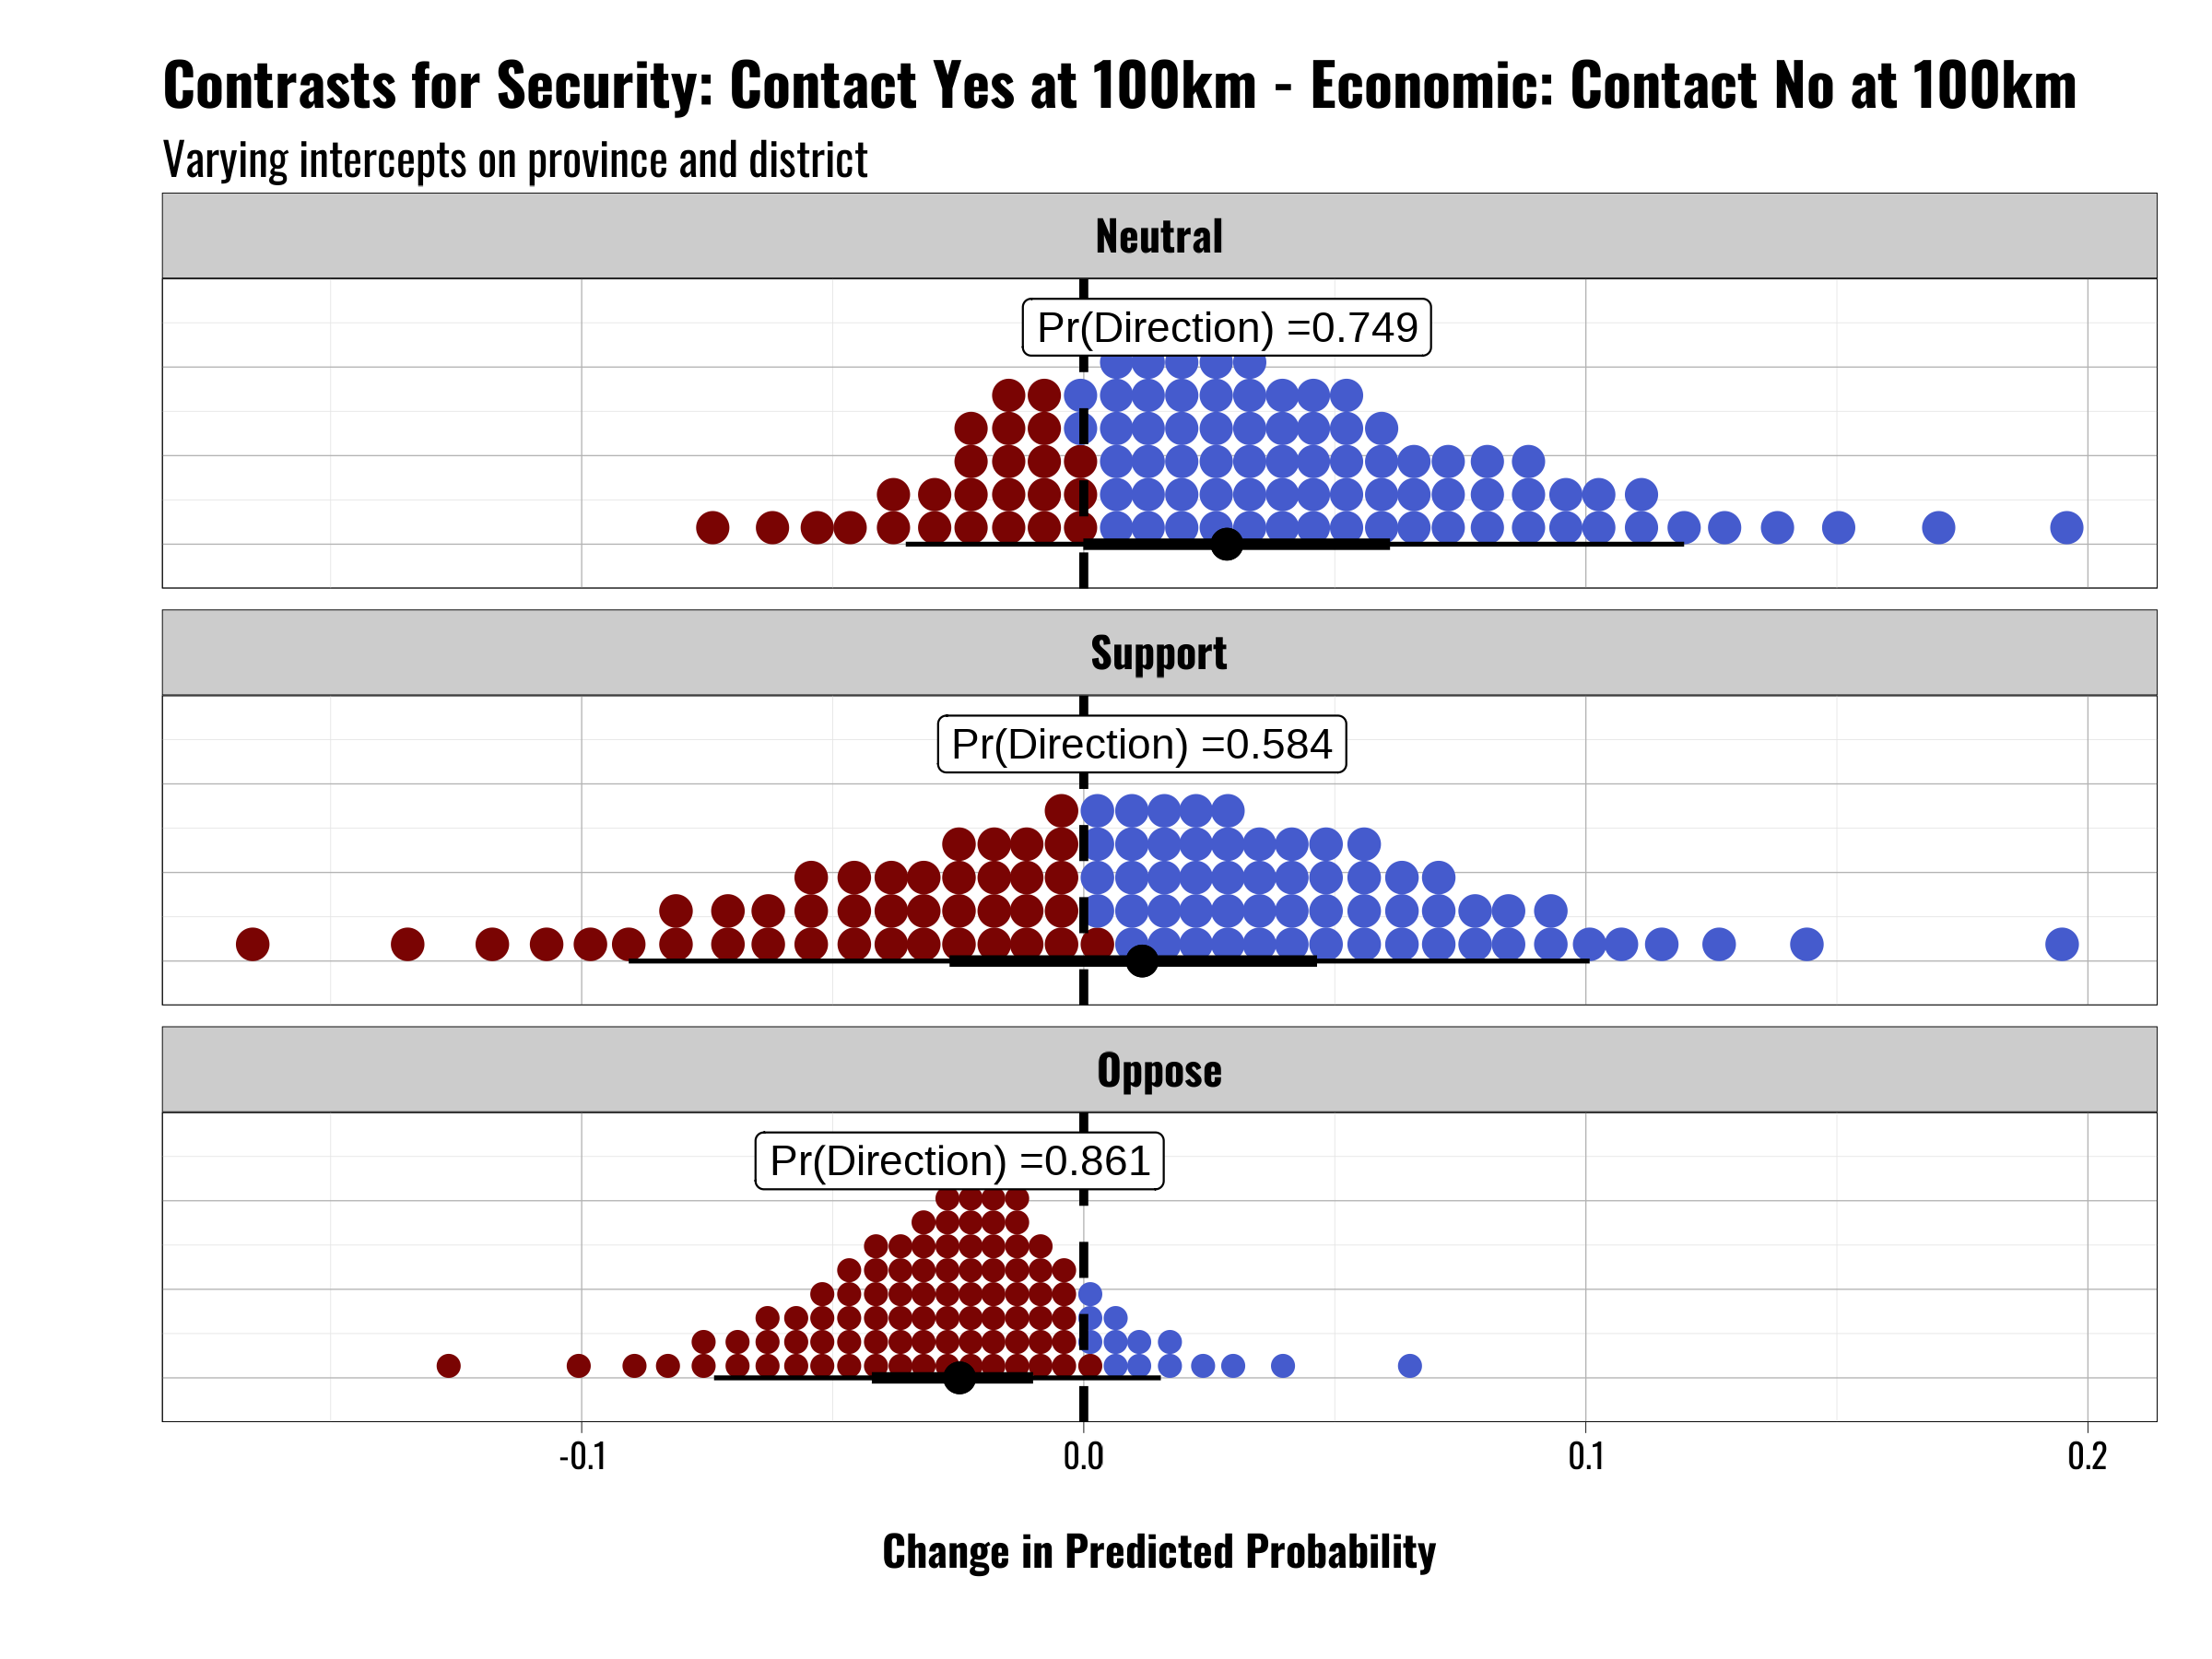 Contrasts for Security: Contact Yes at 100km - Economic: Contact No at 100km
Varying intercepts on province and district
Neutral
Pr(Direction) =0.749
Support
Pr(Direction) =0.584
Oppose
Pr(Direction) =0.861
-0.1 0.0 0.1 0.2
Change in Predicted Probability